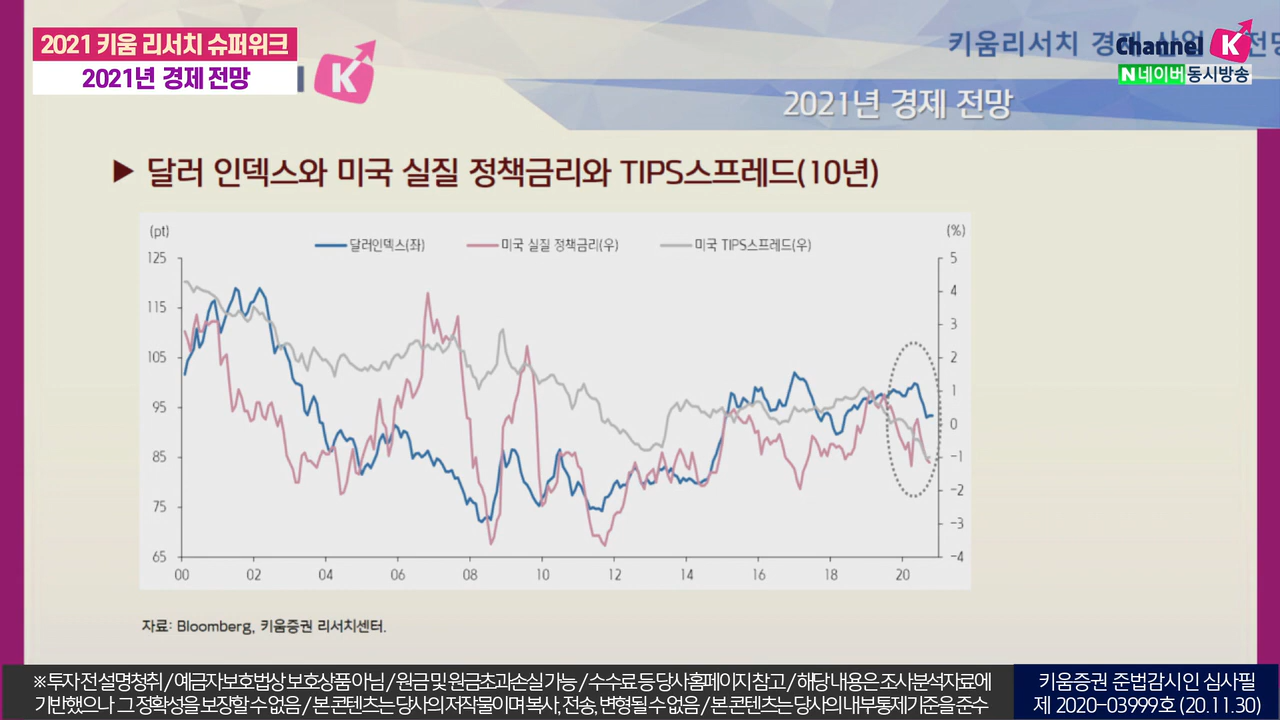 2021 키움 리서치 슈퍼위크
2021년 경제 전망
K
키움리서치 경제
전망
Channel K
N 네이버 동시방송
2021년 경제 전망
▶ 달러 인덱스와 미국 실질 정책금리와 TIPS스프레드(10년)
(pt) (%)
달러인덱스(좌) 미국 실질 정책금리(우) 미국 TIPS스프레드(우)
125 5
4
115 3
105 2
1
95 0
85 -1
-2
75 -3
65 -4
00 02 04 06 08 10 12 14 16 18 20
자료: Bloomberg, 키움증권 리서치센터.
※ 투자 전 설명청취 / 예금자보호법상 보호상품 아님 / 원금 및 원금초과손실 가능 / 수수료 등 당사홈페이지 참고 / 해당 내용은 조사분석자료에
기반했으나 그 정확성을 보장할 수 없음 / 본 콘텐츠는 당사의 저작물이며 복사, 전송, 변형될 수 없음 / 본 콘텐츠는 당사의 내부통제기준을 준수
키움증권 준법감시인 심사필
제 2020-03999호 (20.11.30)